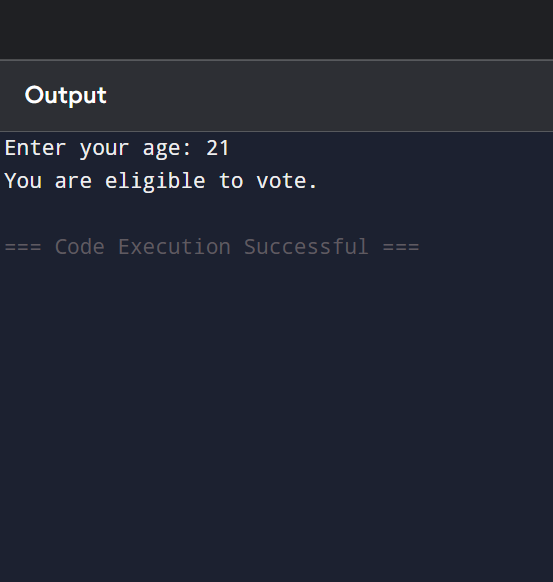 Output
Enter your age: 21
You are eligible to vote.
=== Code Execution Successful ===